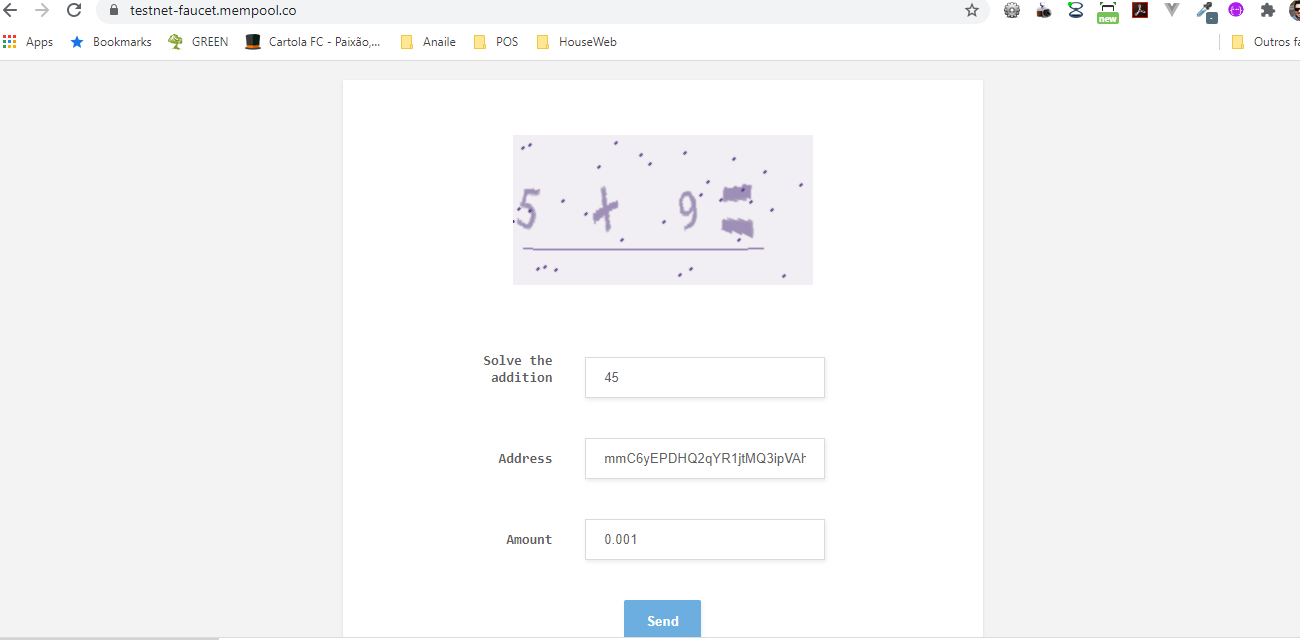 testnet-faucet.mempool.co
new
Apps Bookmarks GREEN Cartola FC - Paixão,... Anaile POS HouseWeb Outros fa
5 + 9 =
Solve the
addition
45
Address
mmC6yEPDHQ2qYR1jtMQ3ipVAh
Amount
0.001
Send